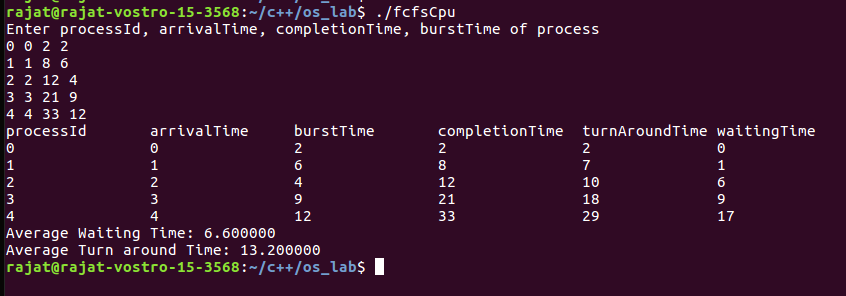 rajat@rajat-vostro-15-3568:~/c++/os_lab$ ./fcfsCpu
Enter processId, arrivalTime, completionTime, burstTime of process
0 0 2 2
1 1 8 6
2 2 12 4
3 3 21 9
4 4 33 12
processId arrivalTime burstTime completionTime turnAroundTime waitingTime
0 0 2 2 2 0
1 1 6 8 7 1
2 2 4 12 10 6
3 3 9 21 18 9
4 4 12 33 29 17
Average Waiting Time: 6.600000
Average Turn around Time: 13.200000
rajat@rajat-vostro-15-3568:~/c++/os_lab$